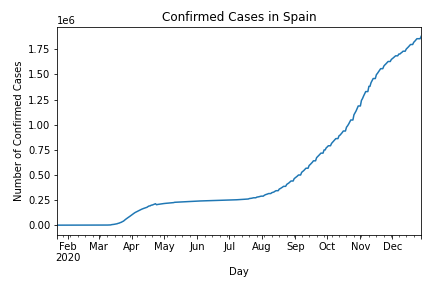 Confirmed Cases in Spain
1e6
1.75
1.50
1.25
1.00
0.75
0.50
0.25
0.00
Number of Confirmed Cases
Feb Mar Apr May Jun Jul Aug Sep Oct Nov Dec
2020
Day